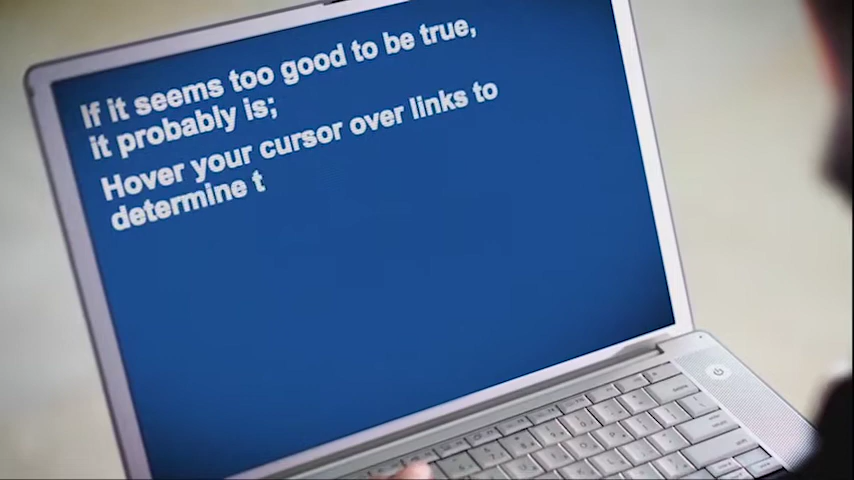 If it seems too good to be true,
it probably is;
Hover your cursor over links to
determine t